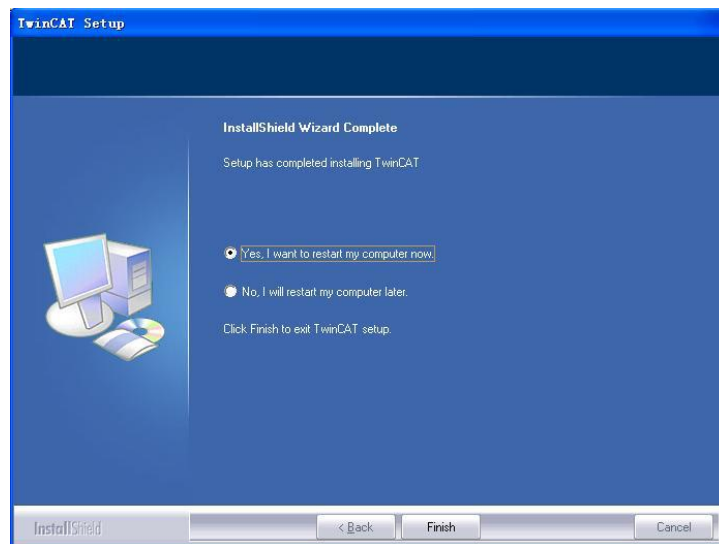 TwinCAT Setup
InstallShield Wizard Complete
Setup has completed installing TwinCAT
Yes, I want to restart my computer now.
No, I will restart my computer later.
Click Finish to exit TwinCAT setup.
InstallShield
< Back
Finish
Cancel